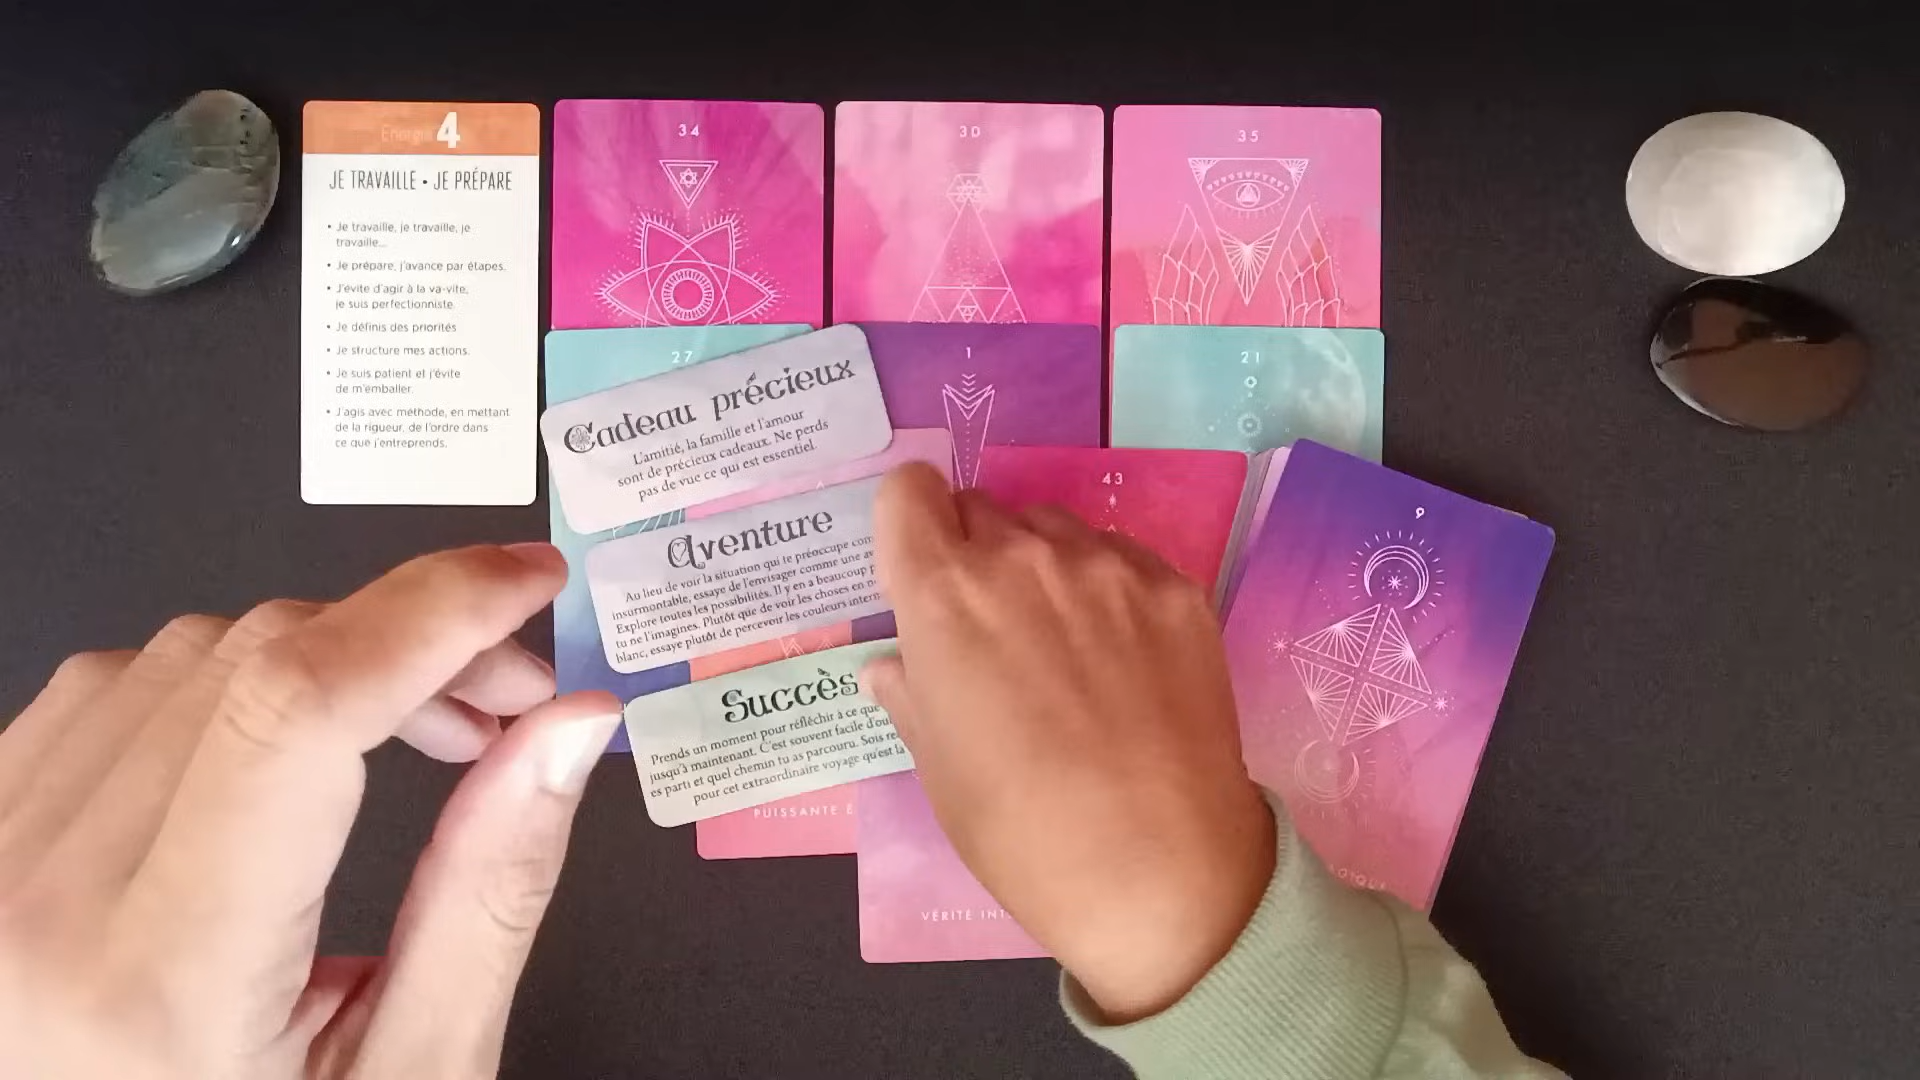 Energie 4
JE TRAVAILLE • JE PRÉPARE
• Je travaille, je travaille, je
travaille...
• Je prépare, j'avance par étapes.
• J'évite d'agir à la va-vite,
je suis perfectionniste.
• Je définis des priorités
• Je structure mes actions.
• Je suis patient et j'évite
de m'emballer.
• J'agis avec méthode, en mettant
de la rigueur, de l'ordre dans
ce que j'entreprends.
34
30
35
27
1
21
Cadeau précieux
L'amitié, la famille et l'amour
sont de précieux cadeaux. Ne perds
pas de vue ce qui est essentiel.
43
9
Aventure
Au lieu de voir la situation qui te préoccupe com
insurmontable, essaye de l'envisager comme une
Explore toutes les possibilités. Il y en a beaucoup
tu ne l'imagines. Plutôt que de voir les choses en
blanc, essaye plutôt de percevoir les couleurs
Succès
Prends un moment pour réfléchir à ce que
jusqu'à maintenant. C'est souvent facile
es parti et quel chemin tu as parcouru. Sois
pour cet extraordinaire voyage qu'est la
PUISSANTE
VÉRITÉ